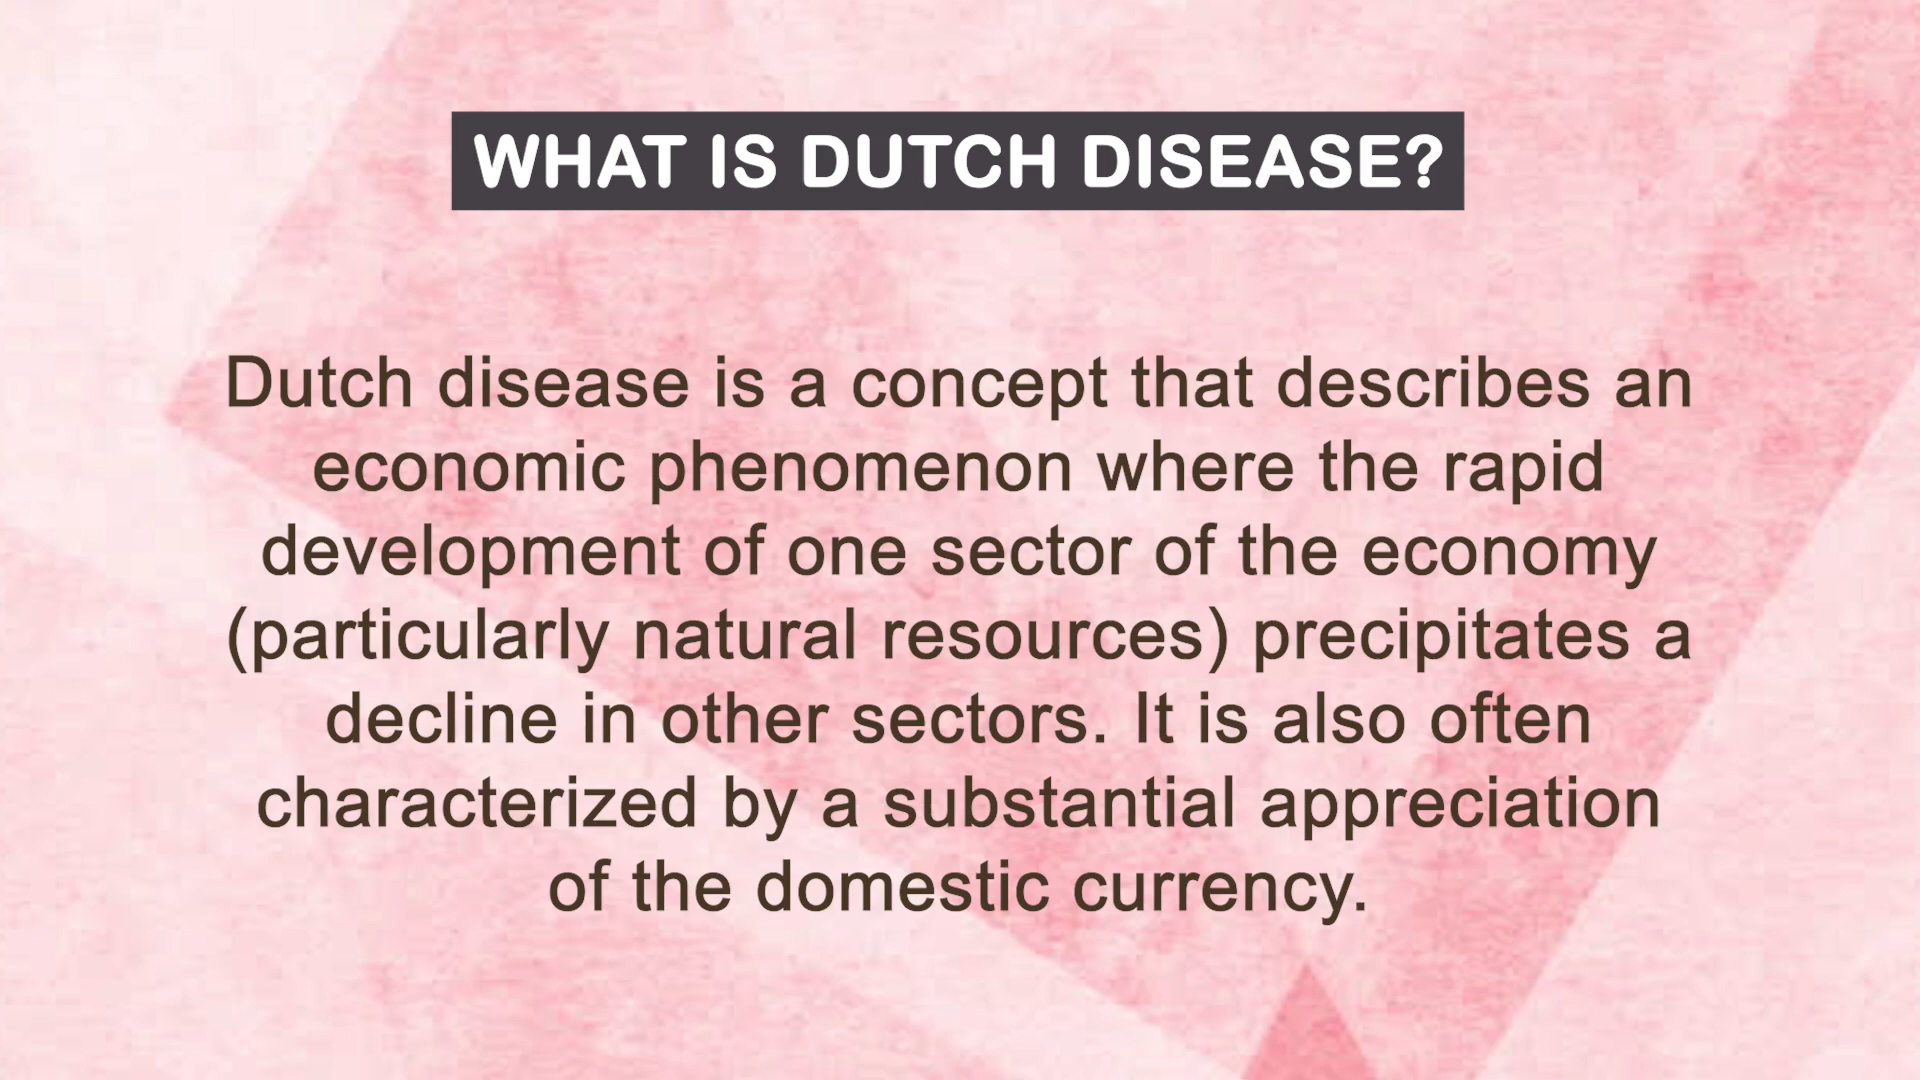 WHAT IS DUTCH DISEASE?
Dutch disease is a concept that describes an
economic phenomenon where the rapid
development of one sector of the economy
(particularly natural resources) precipitates a
decline in other sectors. It is also often
characterized by a substantial appreciation
of the domestic currency.